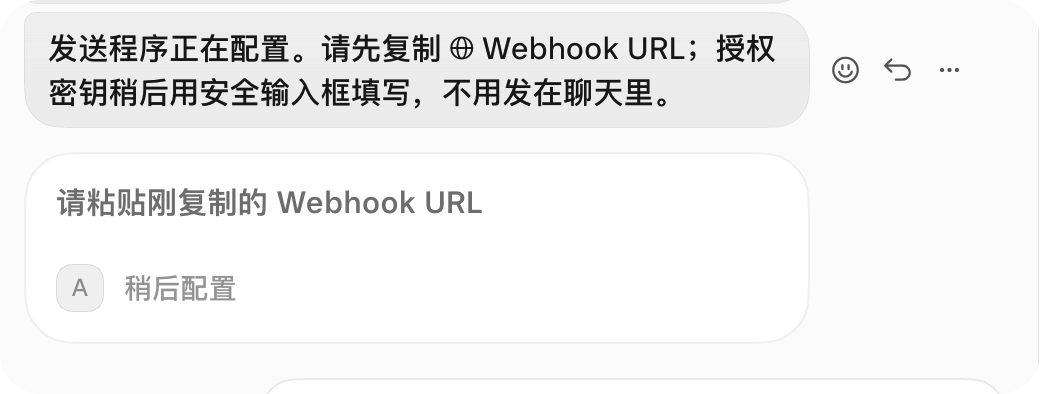 发送程序正在配置。请先复制 Webhook URL；授权
密钥稍后用安全输入框填写，不用发在聊天里。
请粘贴刚复制的 Webhook URL
A 稍后配置